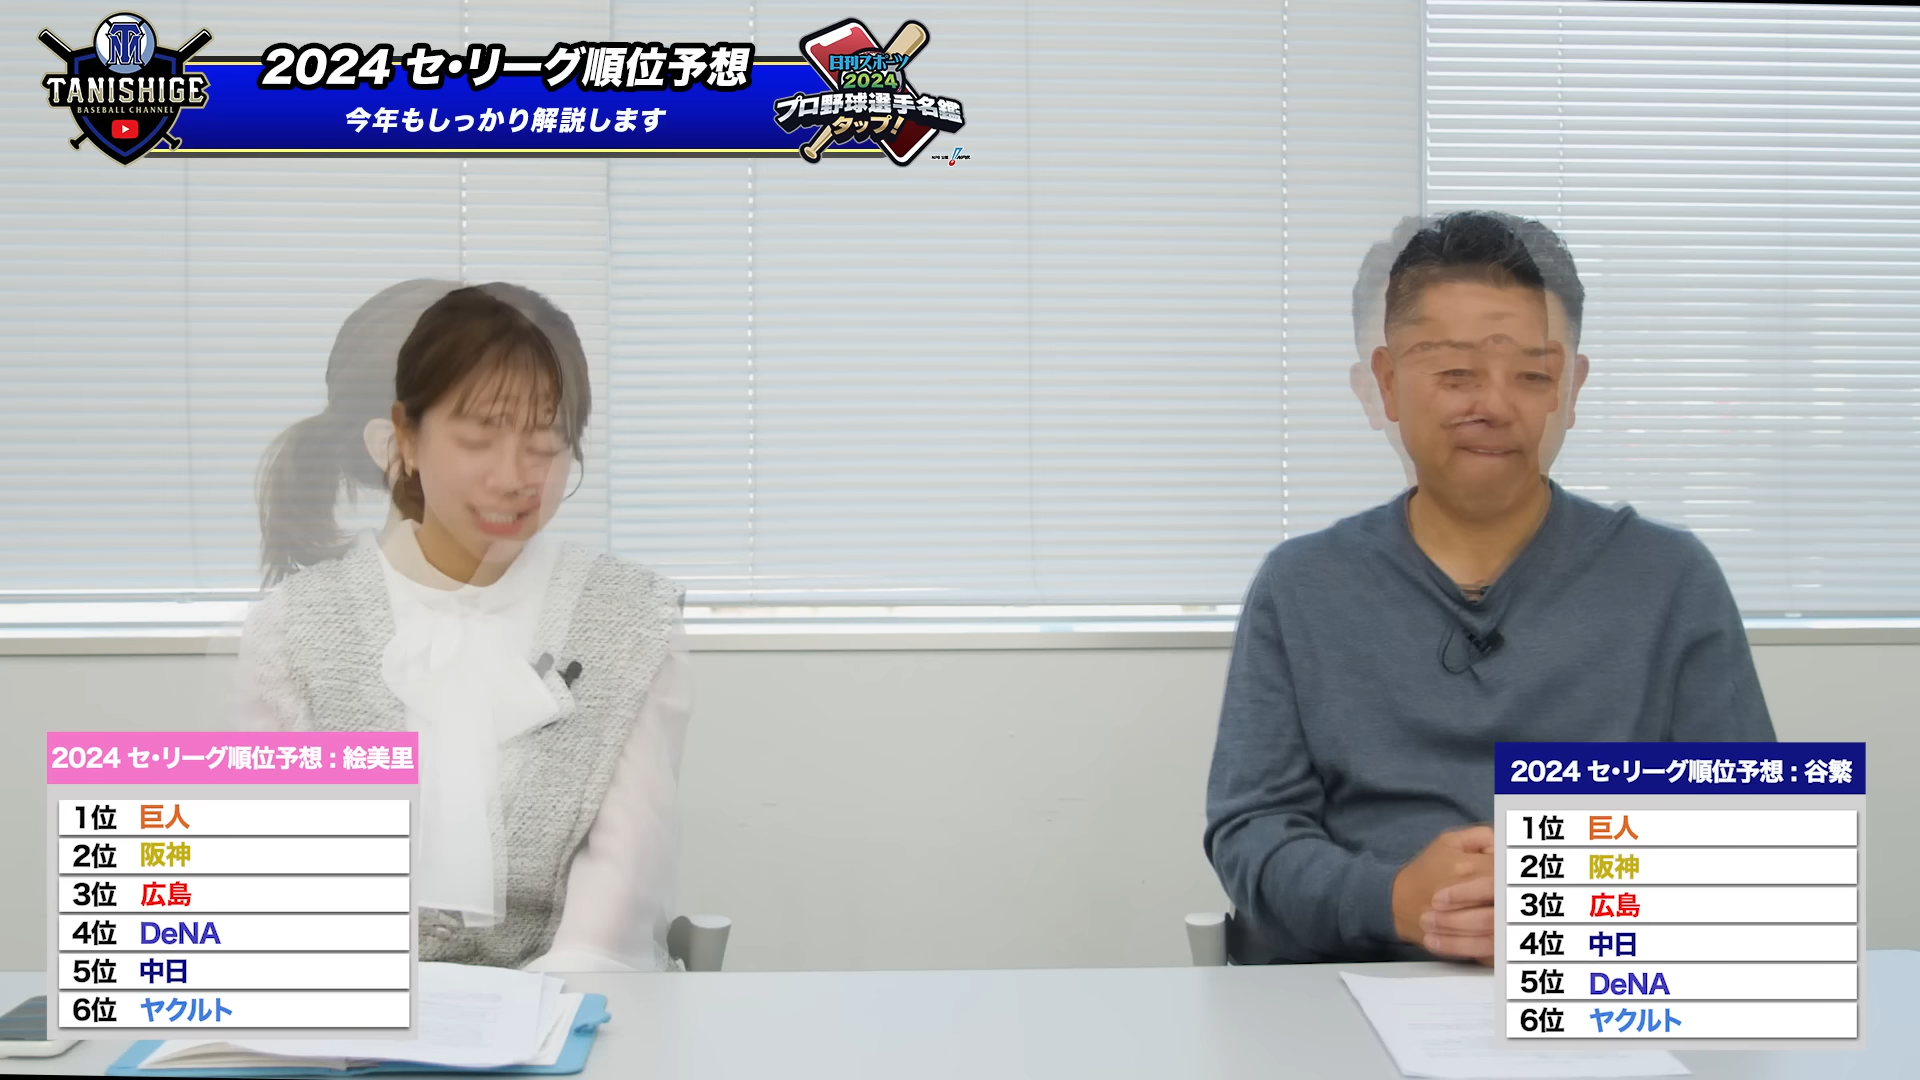 TM
TANISHIGE
BASEBALL CHANNEL
2024 セ・リーグ順位予想
今年もしっかり解説します
日刊スポーツ
2024
プロ野球選手名鑑
タップ!
2024 セ・リーグ順位予想:絵美里
1位 巨人
2位 阪神
3位 広島
4位 DeNA
5位 中日
6位 ヤクルト
2024 セ・リーグ順位予想:谷繁
1位 巨人
2位 阪神
3位 広島
4位 中日
5位 DeNA
6位 ヤクルト